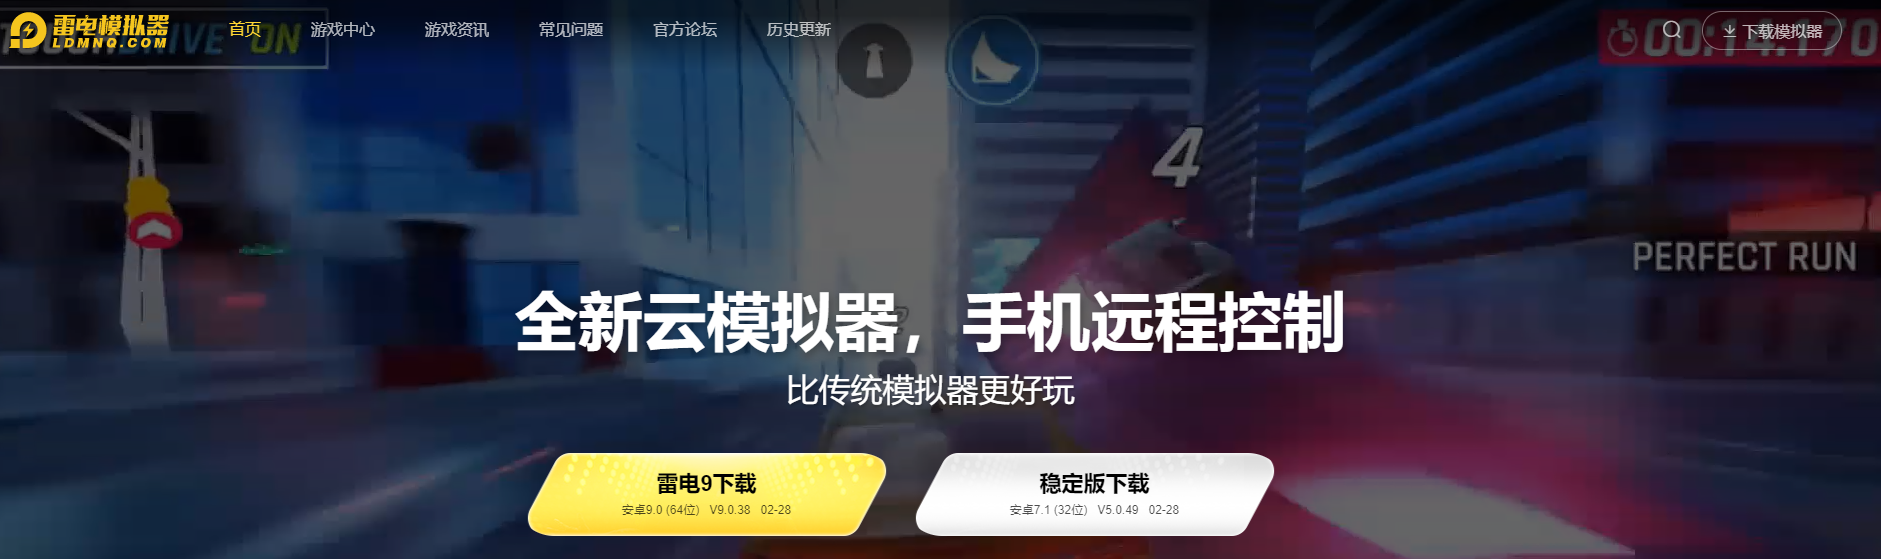 雷电模拟器
LDMNQ.COM
首页
游戏中心
游戏资讯
常见问题
官方论坛
历史更新
下载模拟器
ON
00:14.170
4
PERFECT RUN
全新云模拟器，手机远程控制
比传统模拟器更好玩
雷电9下载
安卓9.0 (64位) V9.0.38 02-28
稳定版下载
安卓7.1 (32位) V5.0.49 02-28